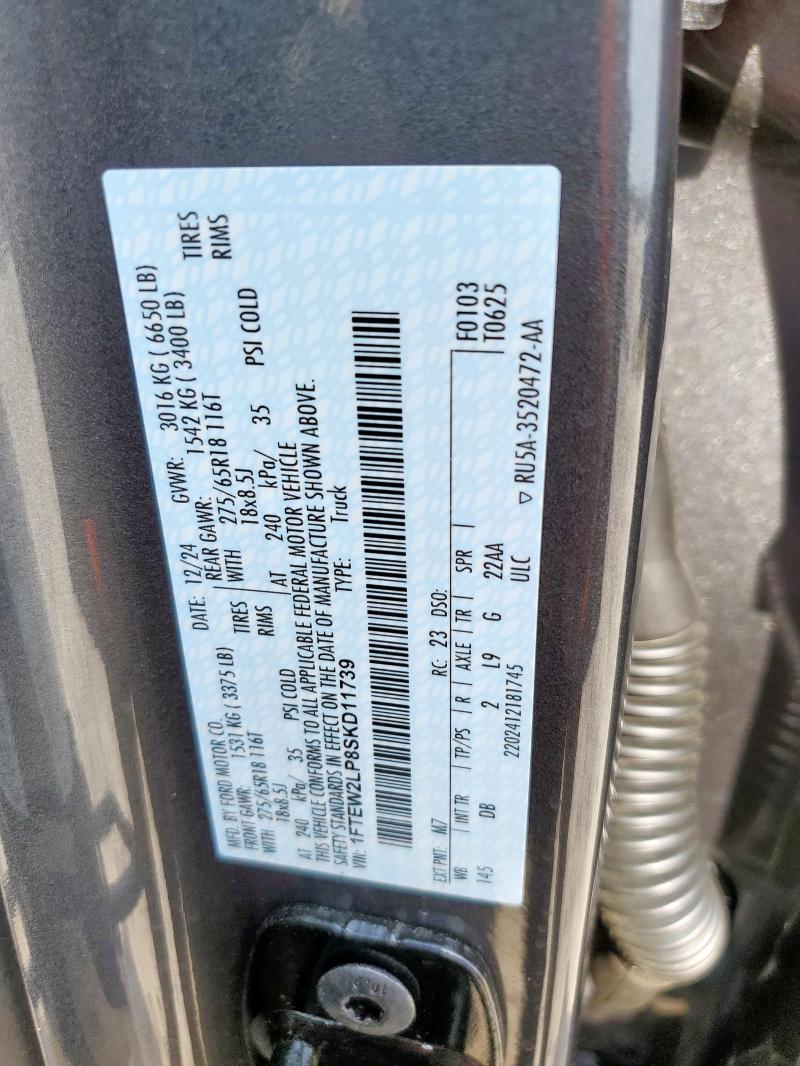 MFD. BY FORD MOTOR CO. DATE: 12/24 GVWR: 3016 KG ( 6650 LB)
FRONT GAWR: 1531 KG ( 3375 LB) REAR GAWR: 1542 KG ( 3400 LB)
WITH 275/65R18 116T TIRES WITH 275/65R18 116T TIRES
18x8.5J RIMS 18x8.5J RIMS
AT 240 kPa/ 35 PSI COLD AT 240 kPa/ 35 PSI COLD
THIS VEHICLE CONFORMS TO ALL APPLICABLE FEDERAL MOTOR VEHICLE
SAFETY STANDARDS IN EFFECT ON THE DATE OF MANUFACTURE SHOWN ABOVE.
VIN: 1FTEW2LP8SKD11739 TYPE: Truck
EXT PNT: M7 RC: 23 DSO: F0103
WB INT TR TP/PS R AXLE TR SPR T0625
145 DB 2 L9 G 22AA
2202412181745 ULC ▽ RU5A-3520472-AA